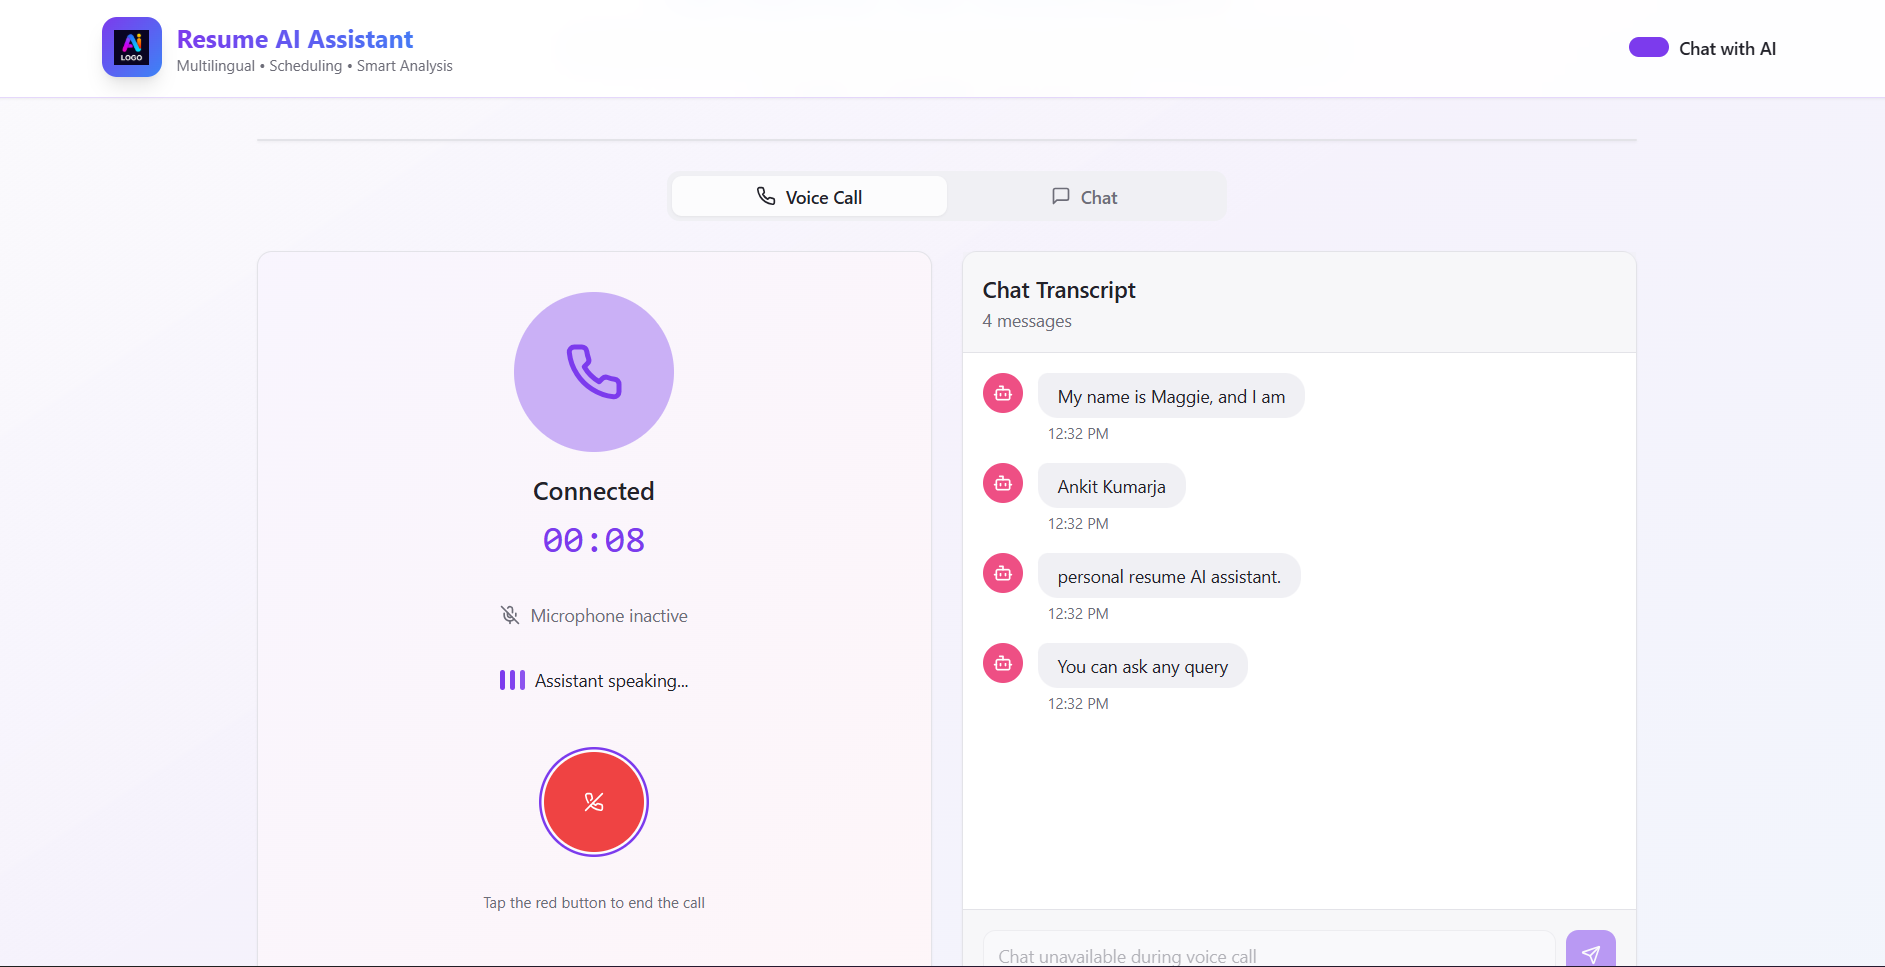 Ai
LOGO
Resume AI Assistant
Multilingual • Scheduling • Smart Analysis
Chat with AI
Voice Call
Chat
Connected
00:08
Microphone inactive
Assistant speaking...
Tap the red button to end the call
Chat Transcript
4 messages
My name is Maggie, and I am
12:32 PM
Ankit Kumarja
12:32 PM
personal resume AI assistant.
12:32 PM
You can ask any query
12:32 PM
Chat unavailable during voice call